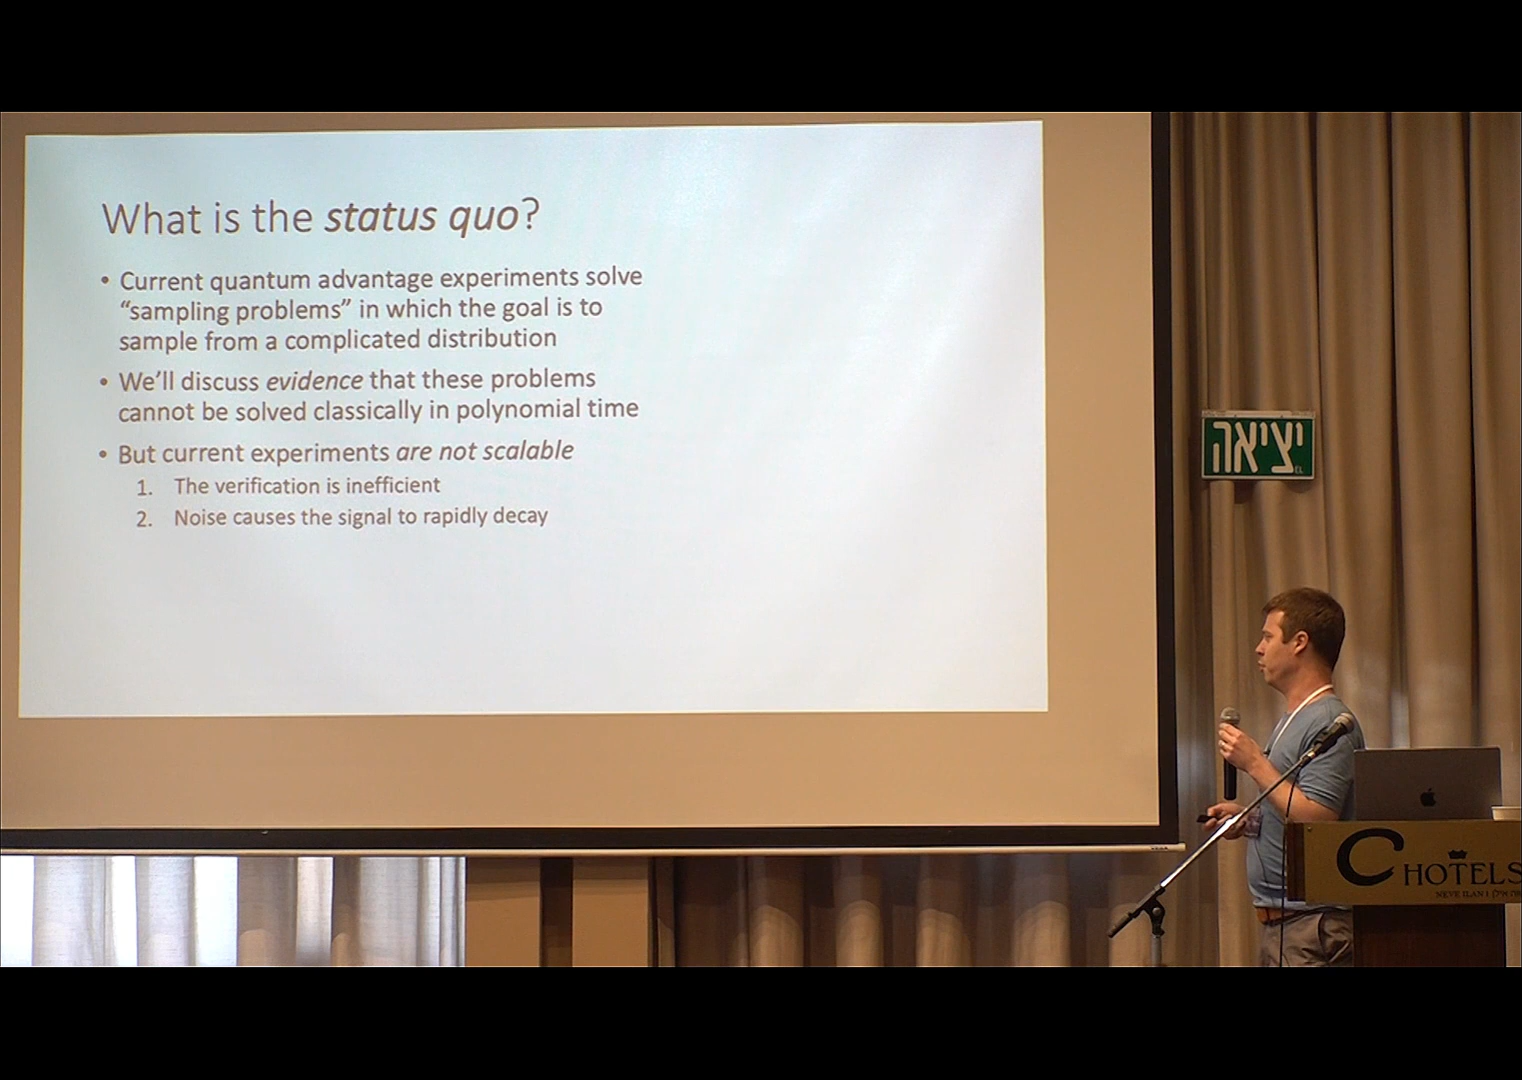 What is the status quo?
• Current quantum advantage experiments solve
“sampling problems” in which the goal is to
sample from a complicated distribution
• We’ll discuss evidence that these problems
cannot be solved classically in polynomial time
• But current experiments are not scalable
1. The verification is inefficient
2. Noise causes the signal to rapidly decay
יציאה
C HOTELS
NEVE ILAN